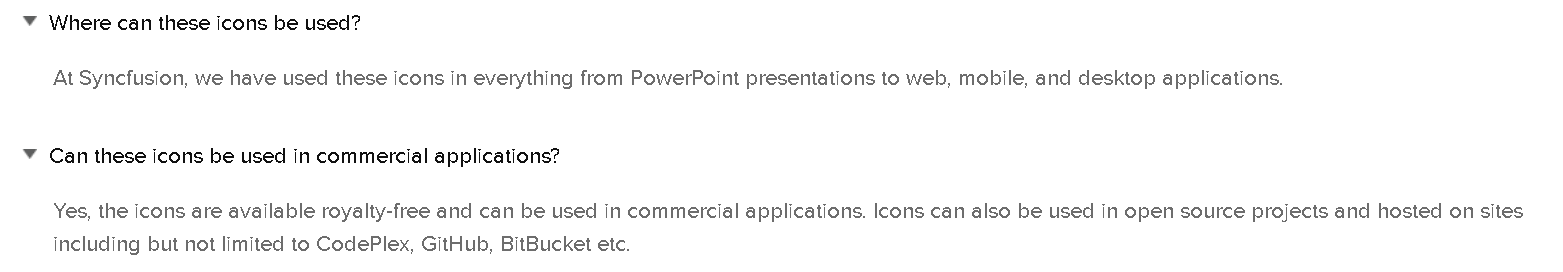 Where can these icons be used?
At Syncfusion, we have used these icons in everything from PowerPoint presentations to web, mobile, and desktop applications.
Can these icons be used in commercial applications?
Yes, the icons are available royalty-free and can be used in commercial applications. Icons can also be used in open source projects and hosted on sites
including but not limited to CodePlex, GitHub, BitBucket etc.